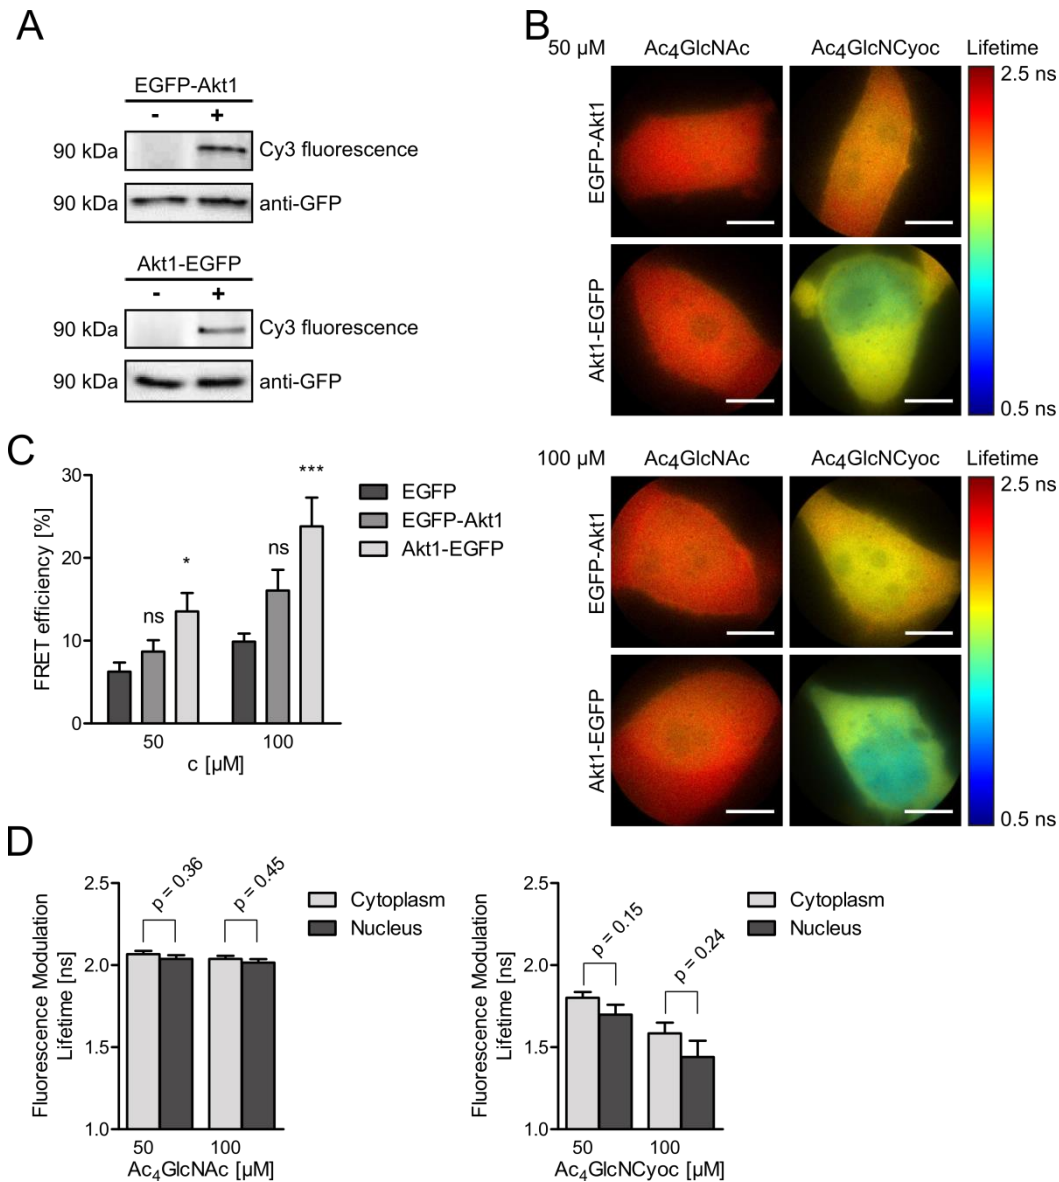 A
EGFP-Akt1
- +
90 kDa Cy3 fluorescence
90 kDa anti-GFP
Akt1-EGFP
- +
90 kDa Cy3 fluorescence
90 kDa anti-GFP
B
50 µM Ac4GlcNAc Ac4GlcNCyoc Lifetime
2.5 ns
EGFP-Akt1
Akt1-EGFP
0.5 ns
100 µM Ac4GlcNAc Ac4GlcNCyoc Lifetime
2.5 ns
EGFP-Akt1
Akt1-EGFP
0.5 ns
C
FRET efficiency [%]
30
20
10
0
ns
*
ns
***
50 100
c [µM]
EGFP
EGFP-Akt1
Akt1-EGFP
D
Fluorescence Modulation
Lifetime [ns]
2.5
2.0
1.5
1.0
p = 0.36
p = 0.45
Cytoplasm
Nucleus
50 100
Ac4GlcNAc [µM]
Fluorescence Modulation
Lifetime [ns]
2.5
2.0
1.5
1.0
p = 0.15
p = 0.24
Cytoplasm
Nucleus
50 100
Ac4GlcNCyoc [µM]